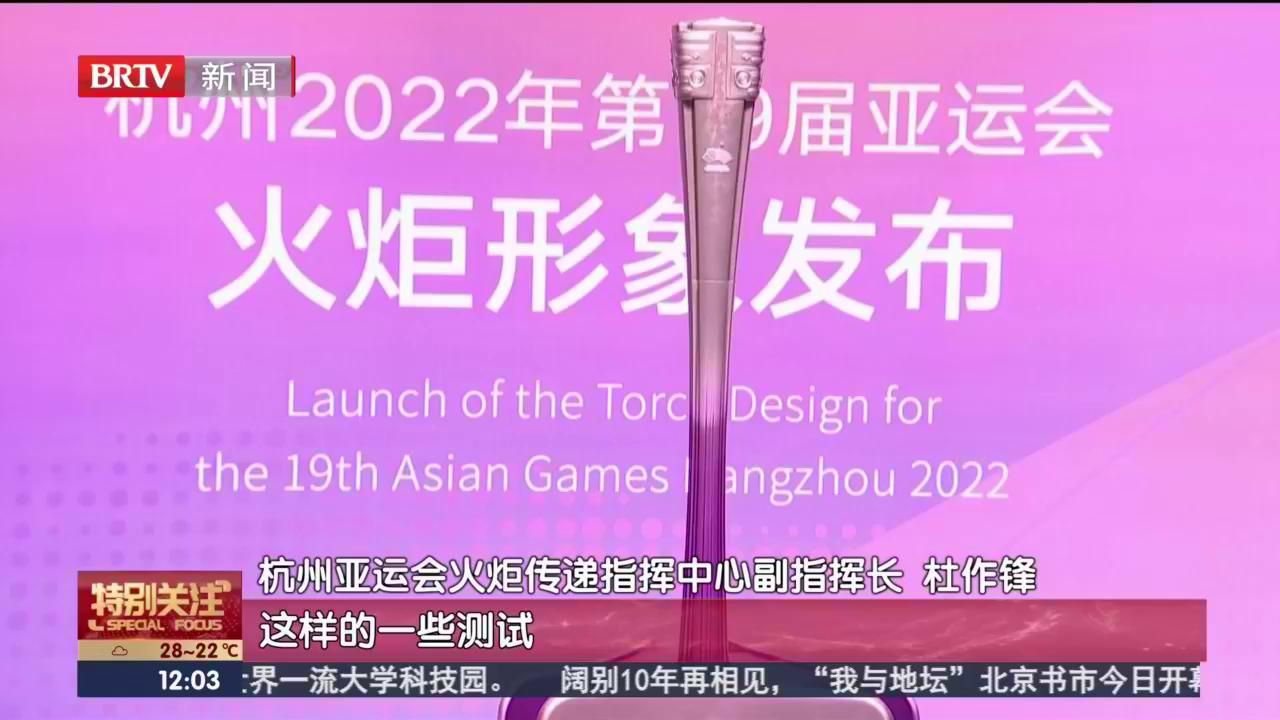 BRTV 新闻
杭州2022年第19届亚运会
火炬形象发布
Launch of the Torc Design for
the 19th Asian Games angzhou 2022
杭州亚运会火炬传递指挥中心副指挥长 杜作锋
特别关注
SPECIAL FOCUS
这样的一些测试
28~22℃
12:03 世界一流大学科技园。 阔别10年再相见，“我与地坛”北京书市今日开幕